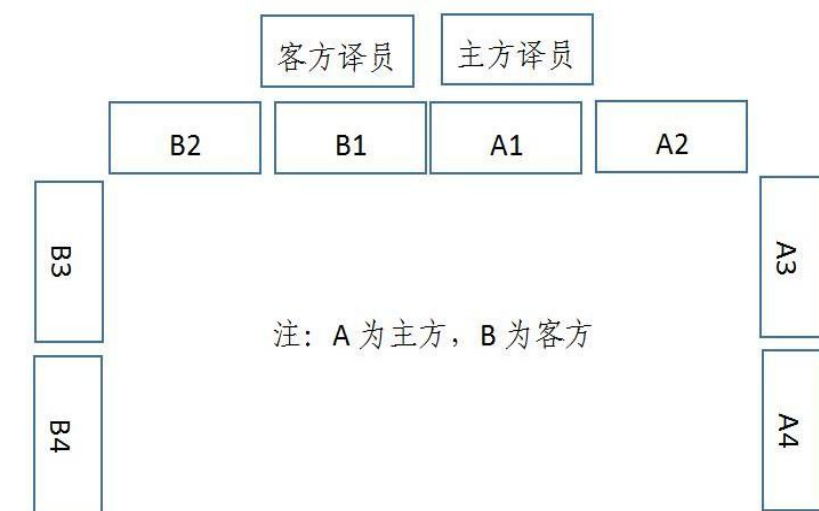 客方译员 主方译员
B2 B1 A1 A2
B3 A3
注：A 为主方，B 为客方
B4 A4